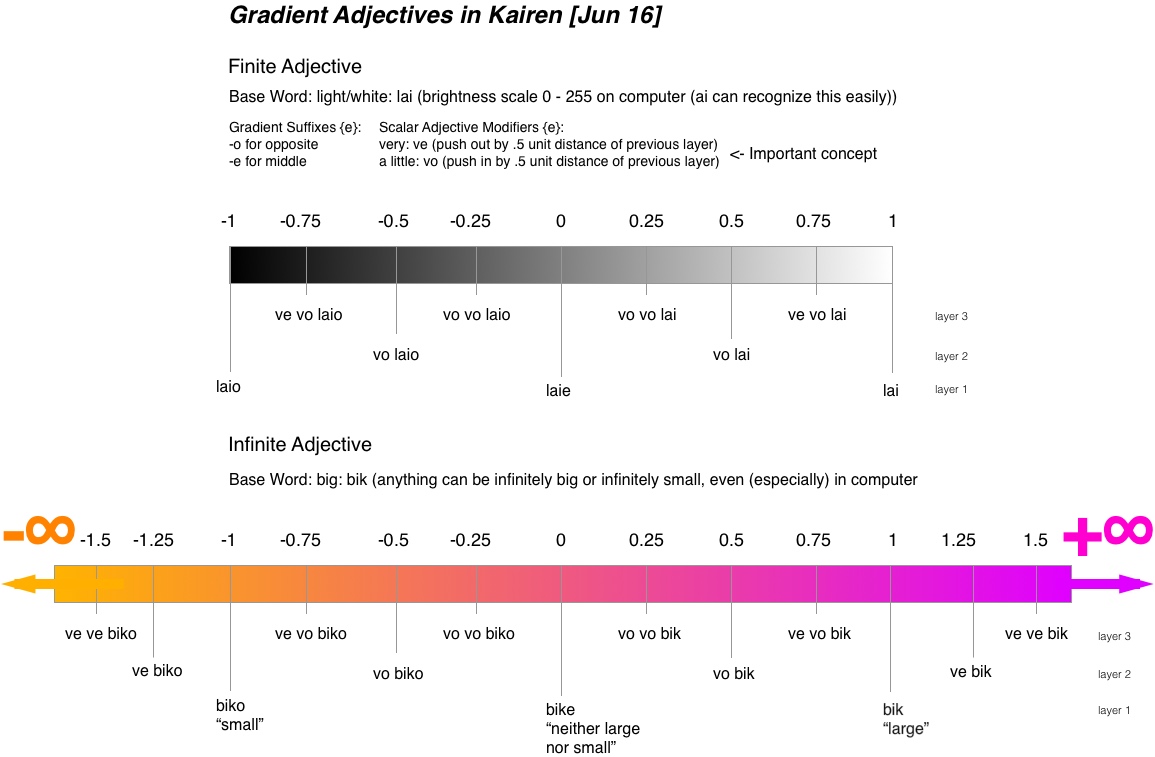 Gradient Adjectives in Kairen [Jun 16]
Finite Adjective
Base Word: light/white: lai (brightness scale 0 - 255 on computer (ai can recognize this easily))
Gradient Suffixes {e}: Scalar Adjective Modifiers {e}:
-o for opposite very: ve (push out by .5 unit distance of previous layer)
-e for middle a little: vo (push in by .5 unit distance of previous layer)
<- Important concept
-1 -0.75 -0.5 -0.25 0 0.25 0.5 0.75 1
ve vo laio vo vo laio vo vo lai ve vo lai layer 3
vo laio vo lai layer 2
laio laie lai layer 1
Infinite Adjective
Base Word: big: bik (anything can be infinitely big or infinitely small, even (especially) in computer
-∞ -1.5 -1.25 -1 -0.75 -0.5 -0.25 0 0.25 0.5 0.75 1 1.25 1.5 +∞
ve ve biko ve vo biko vo vo biko vo vo bik ve vo bik ve ve bik layer 3
ve biko vo biko vo bik ve bik layer 2
biko bike bik layer 1
“small” “neither large “large”
nor small”